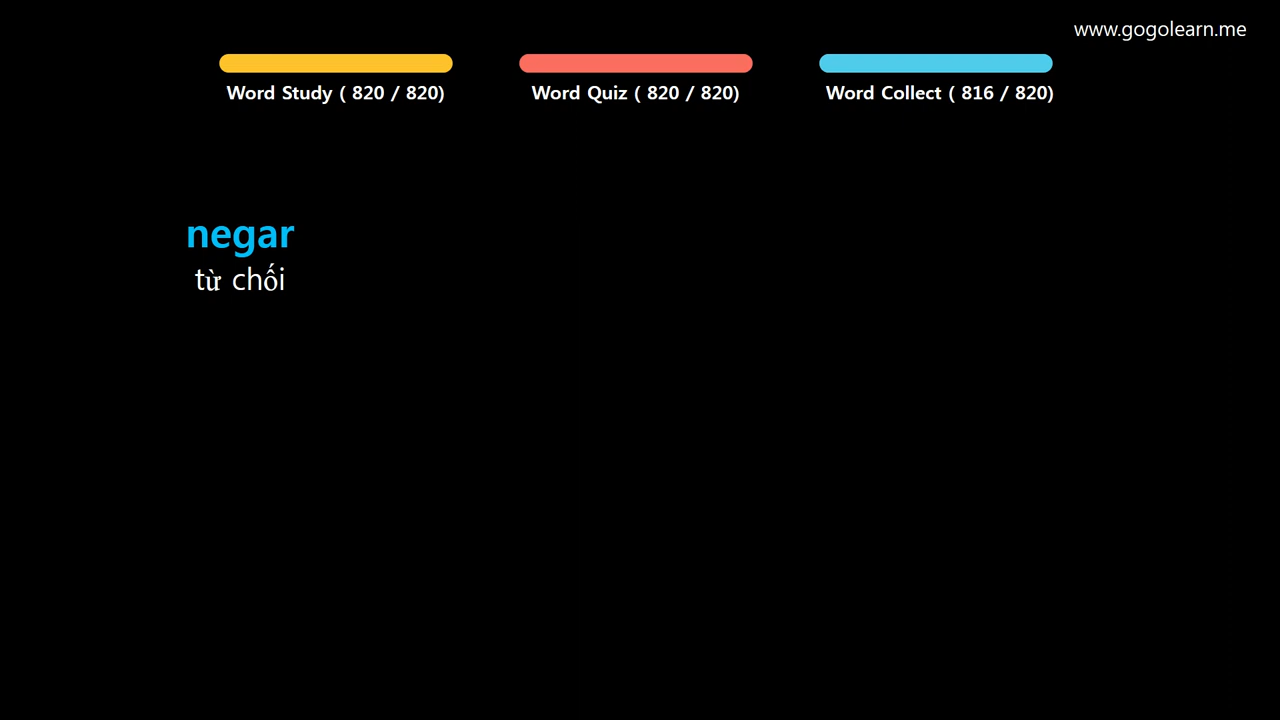 www.gogolearn.me
Word Study ( 820 / 820)
Word Quiz ( 820 / 820)
Word Collect ( 816 / 820)
negar
từ chối